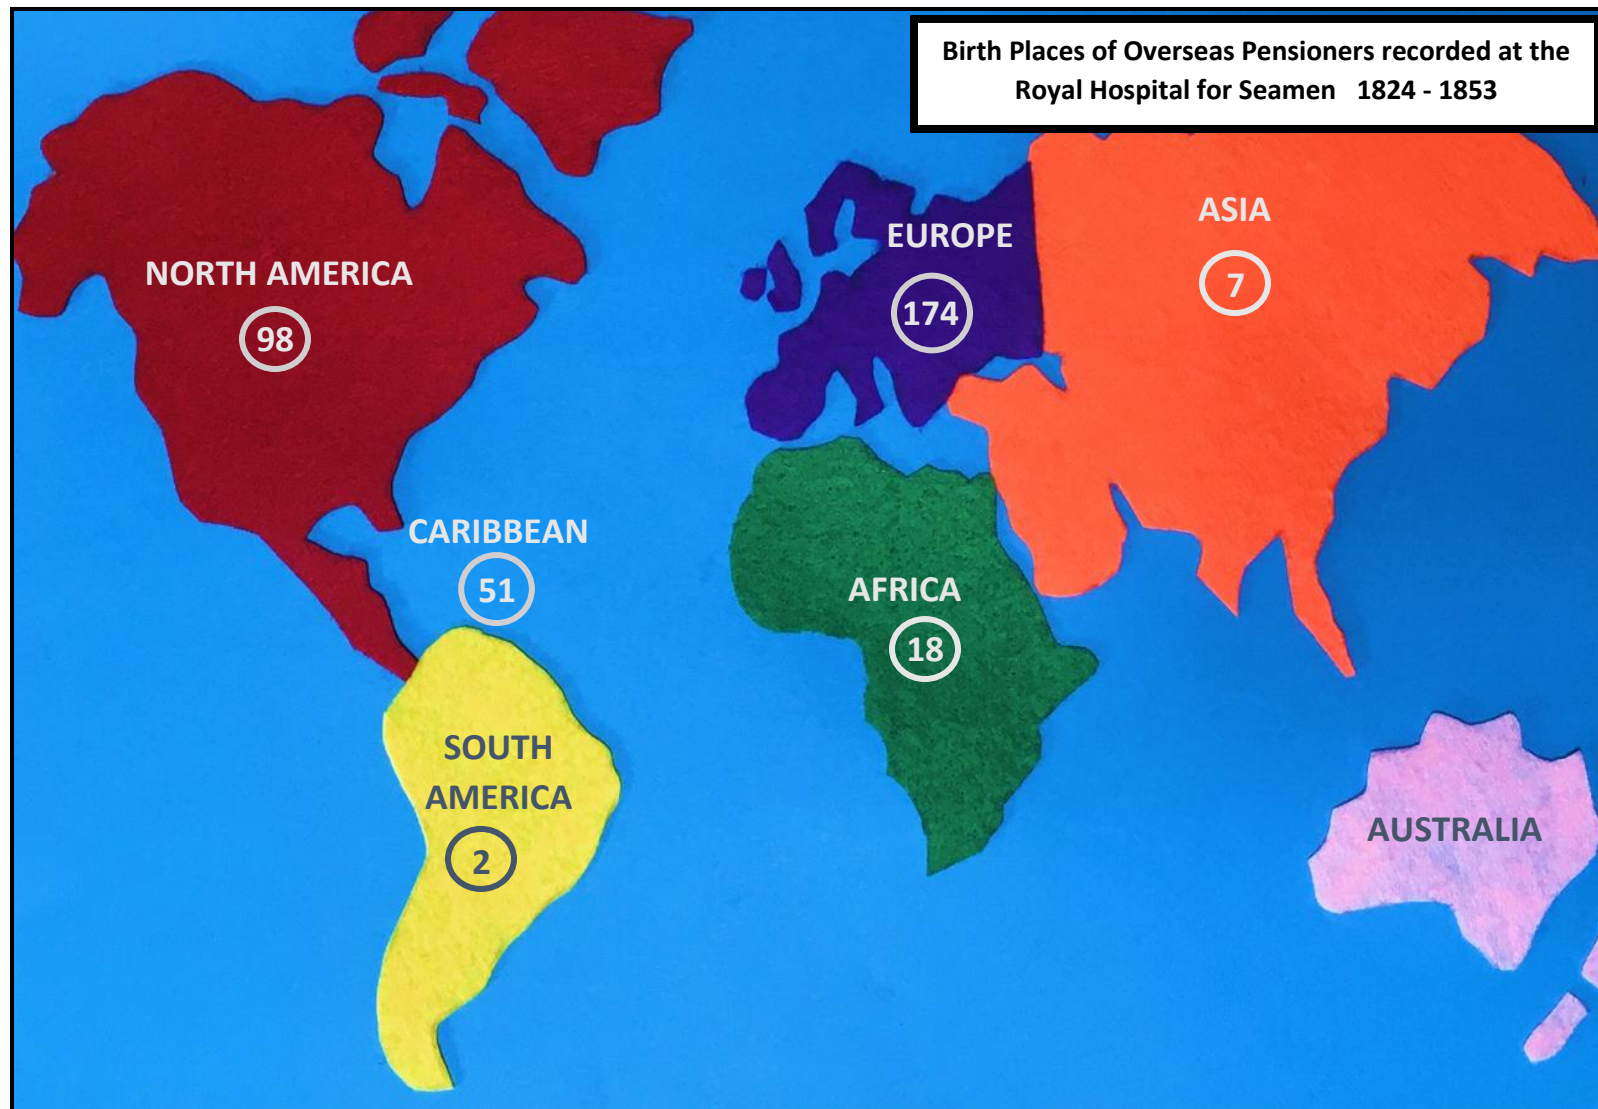 Birth Places of Overseas Pensioners recorded at the
Royal Hospital for Seamen 1824 - 1853
ASIA
7
EUROPE
174
NORTH AMERICA
98
CARIBBEAN
51
AFRICA
18
SOUTH
AMERICA
2
AUSTRALIA